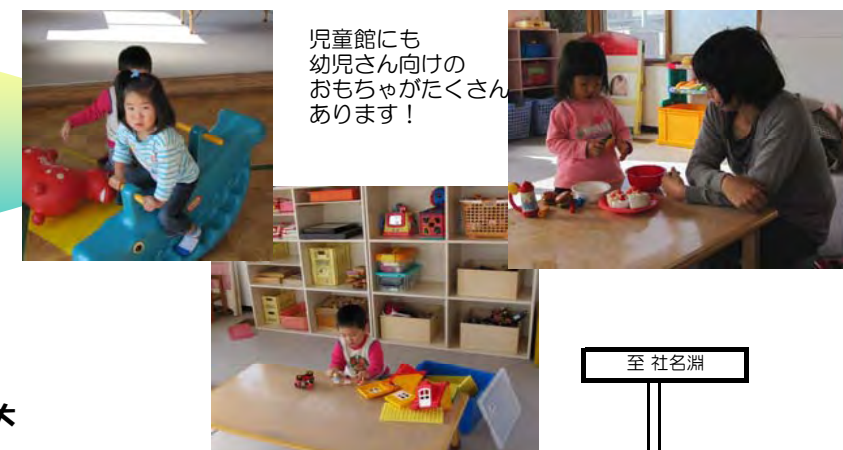 児童館にも
幼児さん向けの
おもちゃがたくさん
あります！
至 社名淵